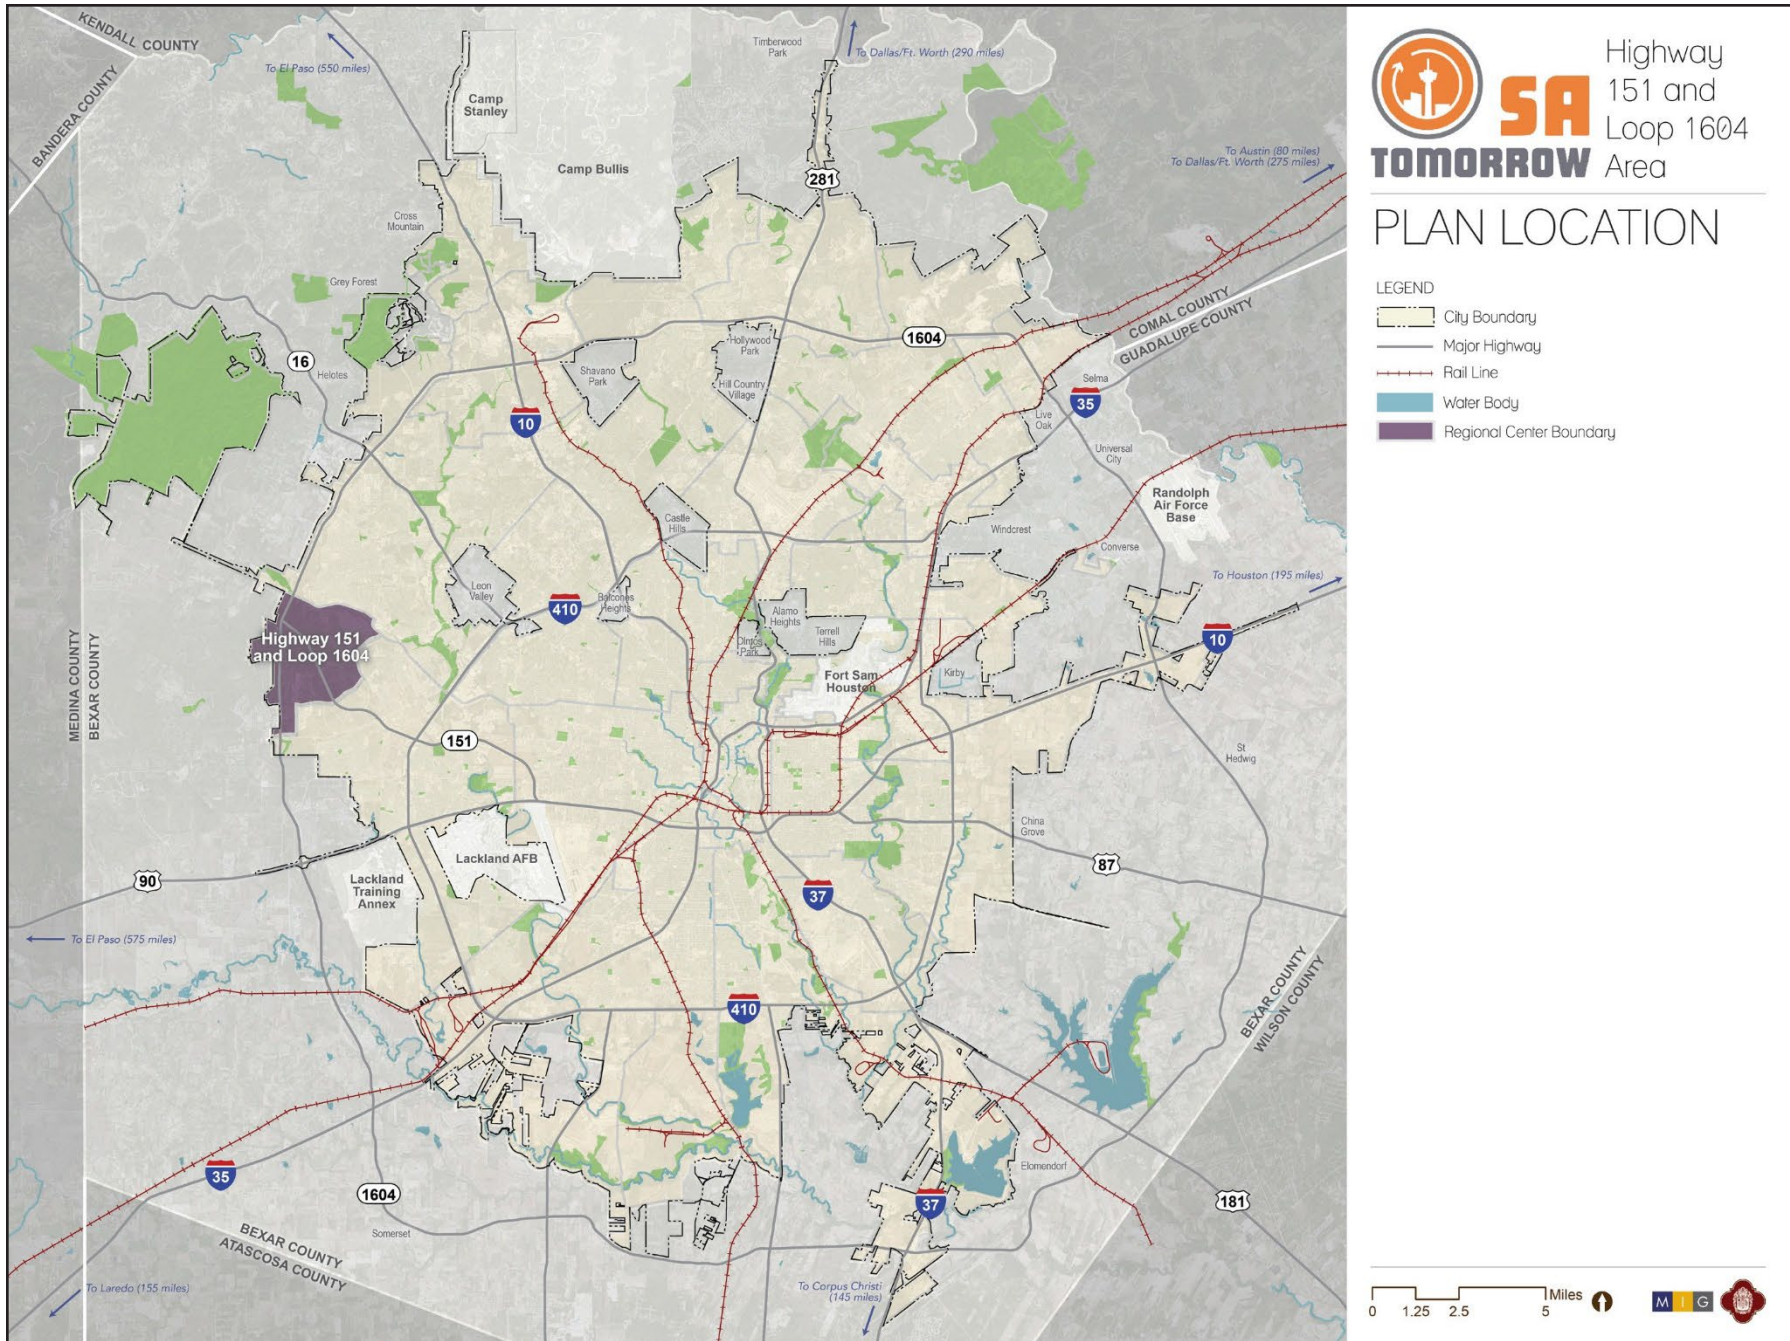 KENDALL COUNTY
BANDERA COUNTY
To El Paso (550 miles)
Timberwood
Park
To Dallas/Ft. Worth (290 miles)
Camp
Stanley
Camp Bullis
281
To Austin (80 miles)
To Dallas/Ft. Worth (275 miles)
Cross
Mountain
Grey Forest
COMAL COUNTY
GUADALUPE COUNTY
1604
Hollywood
Park
16
Helotes
Shavano
Park
Hill Country
Village
Selma
35
10
Live
Oak
Universal
City
Randolph
Air Force
Base
Castle
Hills
Windcrest
Converse
To Houston (195 miles)
Leon
Valley
410
Balcones
Heights
Alamo
Heights
Terrell
Hills
Olmos
Park
10
Highway 151
and Loop 1604
Fort Sam
Houston
Kirby
MEDINA COUNTY
BEXAR COUNTY
151
St
Hedwig
China
Grove
Lackland AFB
87
90
Lackland
Training
Annex
37
To El Paso (575 miles)
BEXAR COUNTY
WILSON COUNTY
410
35
1604
Elomendorf
37
181
Somerset
BEXAR COUNTY
ATASCOSA COUNTY
To Laredo (155 miles)
To Corpus Christi
(145 miles)
SA
TOMORROW
Highway
151 and
Loop 1604
Area
PLAN LOCATION
LEGEND
City Boundary
Major Highway
Rail Line
Water Body
Regional Center Boundary
Miles
0 1.25 2.5 5
M I G